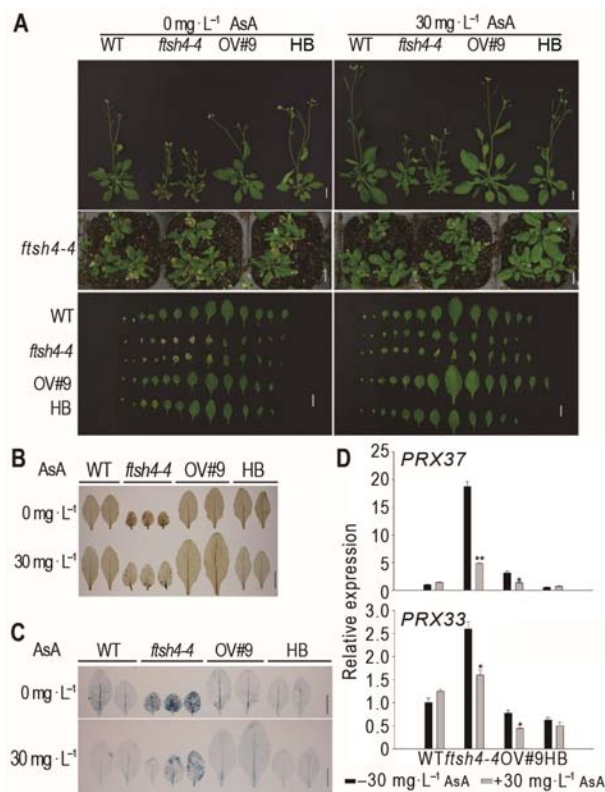 A
0 mg·L⁻¹ AsA
30 mg·L⁻¹ AsA
WT ftsh4-4 OV#9 HB
WT ftsh4-4 OV#9 HB
ftsh4-4
WT
ftsh4-4
OV#9
HB
B
AsA WT ftsh4-4 OV#9 HB
0 mg·L⁻¹
30 mg·L⁻¹
C
AsA WT ftsh4-4 OV#9 HB
0 mg·L⁻¹
30 mg·L⁻¹
D
PRX37
25
20
15
10
5
0
**
*
Relative expression
PRX33
3.0
2.5
2.0
1.5
1.0
0.5
0
*
*
WT ftsh4-4 OV#9 HB
−30 mg·L⁻¹ AsA +30 mg·L⁻¹ AsA